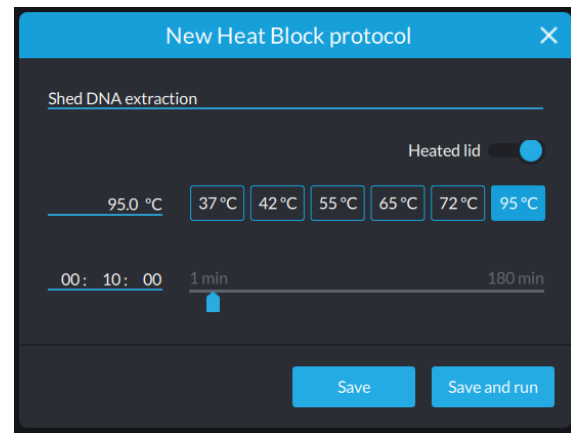 New Heat Block protocol
Shed DNA extraction
Heated lid
95.0 °C 37 °C 42 °C 55 °C 65 °C 72 °C 95 °C
00: 10: 00 1 min 180 min
Save Save and run